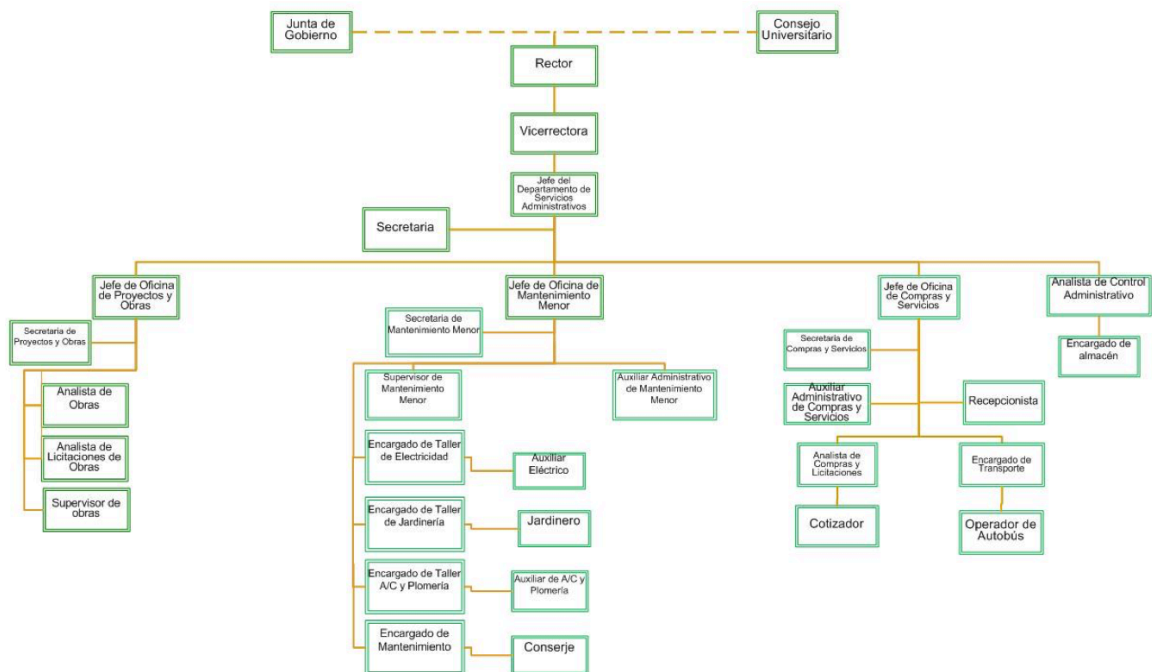 Junta de
Gobierno
Consejo
Universitario
Rector
Vicerrectora
Jefe del
Departamento de
Servicios
Administrativos
Secretaria
Jefe de Oficina
de Proyectos y
Obras
Jefe de Oficina de
Mantenimiento
Menor
Jefe de Oficina
de Compras y
Servicios
Analista de Control
Administrativo
Secretaria de
Proyectos y Obras
Secretaria de
Mantenimiento Menor
Secretaria de
Compras y Servicios
Encargado de
almacén
Analista de
Obras
Supervisor de
Mantenimiento
Menor
Auxiliar Administrativo
de Mantenimiento
Menor
Auxiliar
Administrativo
de Compras y
Servicios
Recepcionista
Analista de
Licitaciones de
Obras
Encargado de Taller
de Electricidad
Auxiliar
Eléctrico
Analista de
Compras y
Licitaciones
Encargado de
Transporte
Supervisor de
obras
Encargado de Taller
de Jardinería
Jardinero
Cotizador
Operador de
Autobús
Encargado de Taller
A/C y Plomería
Auxiliar de A/C y
Plomería
Encargado de
Mantenimiento
Conserje